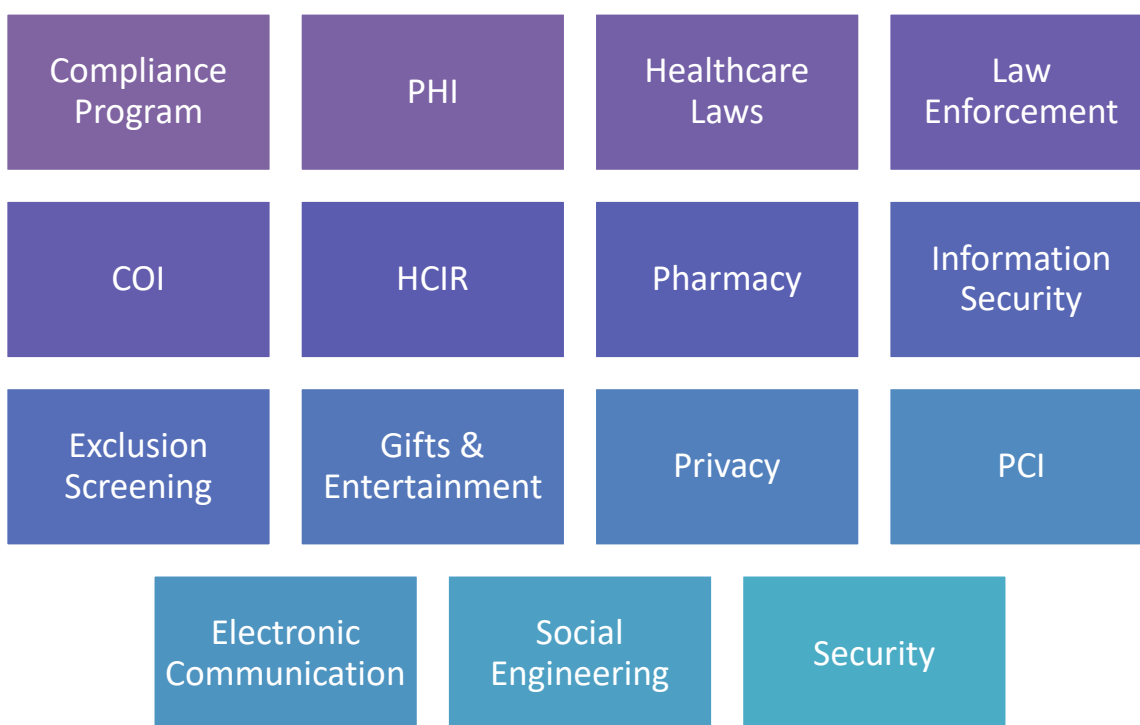 Compliance
Program
PHI
Healthcare
Laws
Law
Enforcement
COI
HCIR
Pharmacy
Information
Security
Exclusion
Screening
Gifts &
Entertainment
Privacy
PCI
Electronic
Communication
Social
Engineering
Security